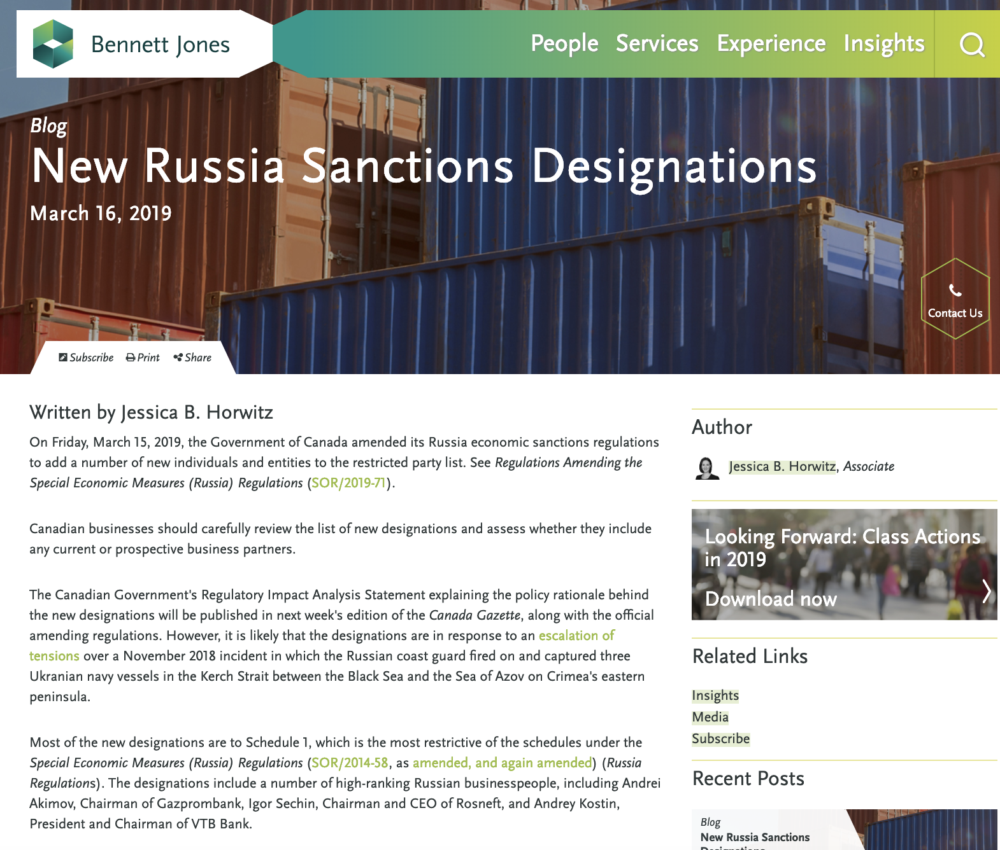 Bennett Jones
People Services Experience Insights
Blog
New Russia Sanctions Designations
March 16, 2019
Contact Us
Subscribe Print Share
Written by Jessica B. Horwitz
On Friday, March 15, 2019, the Government of Canada amended its Russia economic sanctions regulations
to add a number of new individuals and entities to the restricted party list. See Regulations Amending the
Special Economic Measures (Russia) Regulations (SOR/2019-71).
Canadian businesses should carefully review the list of new designations and assess whether they include
any current or prospective business partners.
The Canadian Government's Regulatory Impact Analysis Statement explaining the policy rationale behind
the new designations will be published in next week's edition of the Canada Gazette, along with the official
amending regulations. However, it is likely that the designations are in response to an escalation of
tensions over a November 2018 incident in which the Russian coast guard fired on and captured three
Ukranian navy vessels in the Kerch Strait between the Black Sea and the Sea of Azov on Crimea's eastern
peninsula.
Most of the new designations are to Schedule 1, which is the most restrictive of the schedules under the
Special Economic Measures (Russia) Regulations (SOR/2014-58, as amended, and again amended) (Russia
Regulations). The designations include a number of high-ranking Russian businesspeople, including Andrei
Akimov, Chairman of Gazprombank, Igor Sechin, Chairman and CEO of Rosneft, and Andrey Kostin,
President and Chairman of VTB Bank.
Author
Jessica B. Horwitz, Associate
Looking Forward: Class Actions
in 2019
Download now
Related Links
Insights
Media
Subscribe
Recent Posts
Blog
New Russia Sanctions